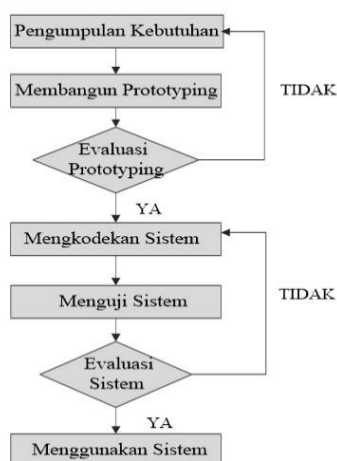 Pengumpulan Kebutuhan
Membangun Prototyping
TIDAK
Evaluasi
Prototyping
YA
Mengkodekan Sistem
Menguji Sistem
TIDAK
Evaluasi
Sistem
YA
Menggunakan Sistem